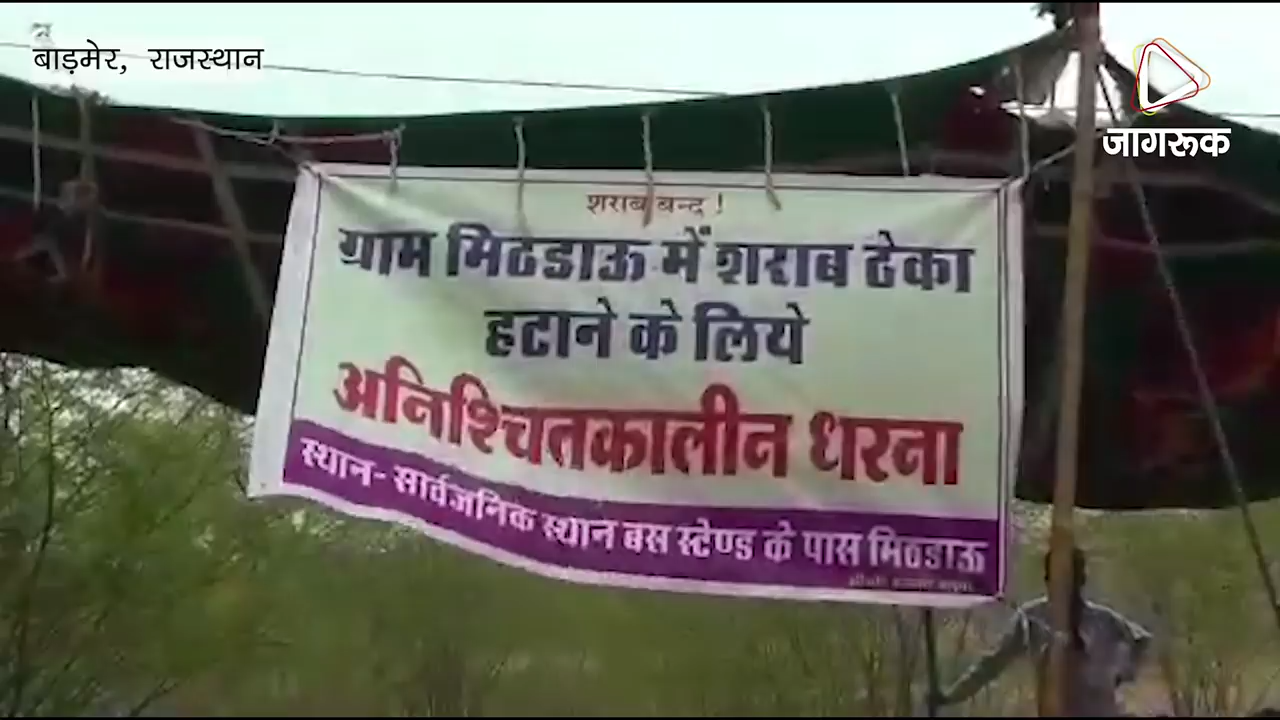 बाड़मेर, राजस्थान
जागरूक
शराब बन्द !
ग्राम मिठडाऊ में शराब ठेका
हटाने के लिये
अनिश्चितकालीन धरना
स्थान- सार्वजनिक स्थान बस स्टेण्ड के पास मिठडाऊ